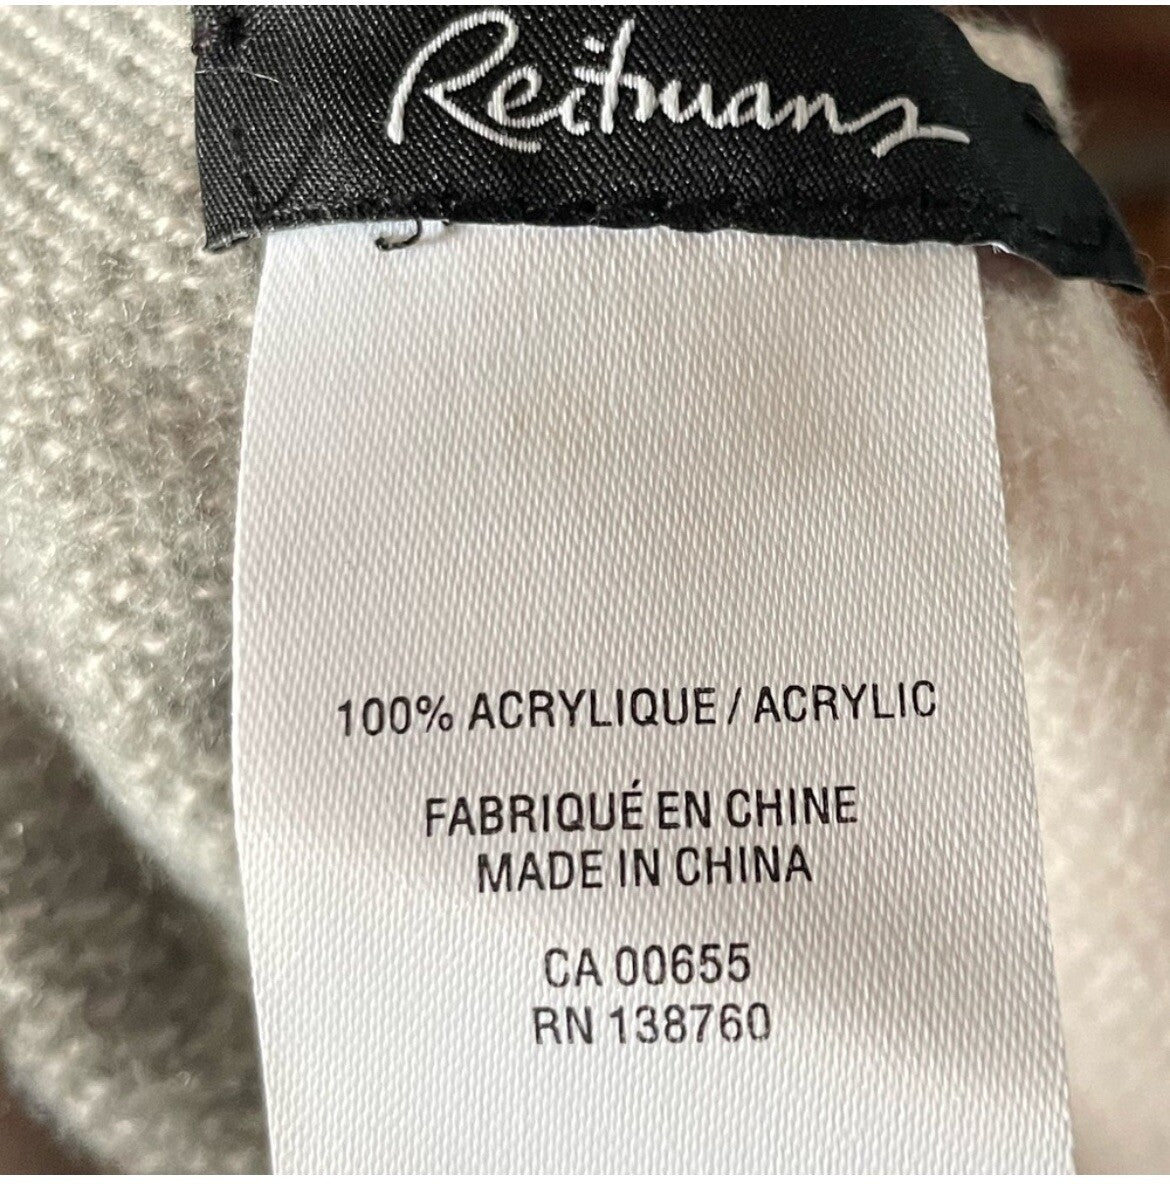 Reitmans
100% ACRYLIQUE / ACRYLIC
FABRIQUÉ EN CHINE
MADE IN CHINA
CA 00655
RN 138760